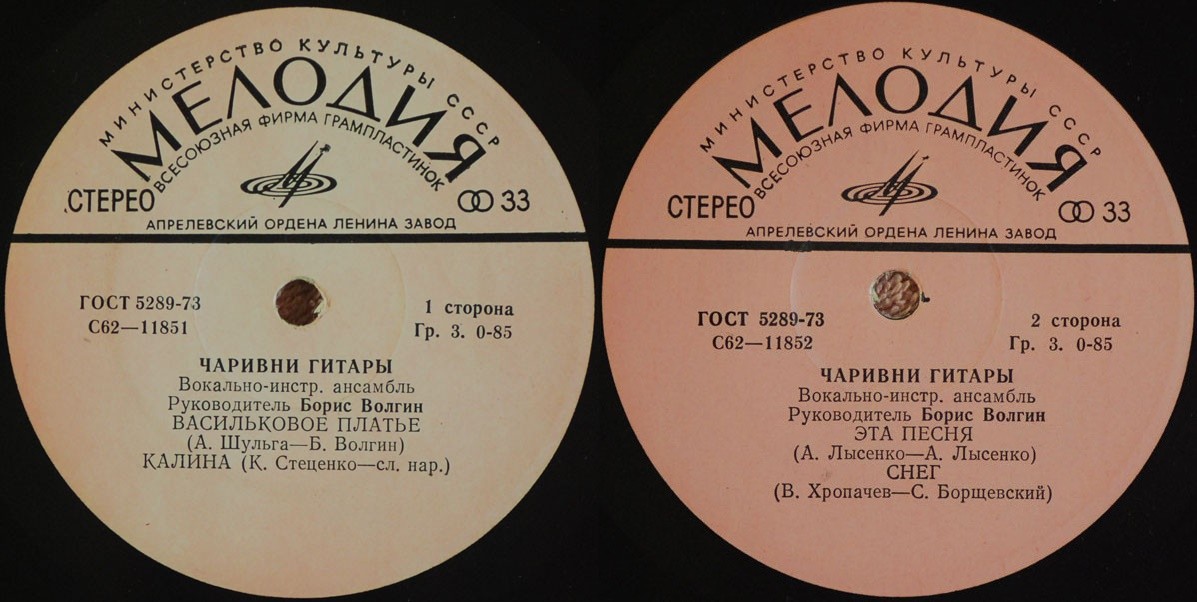 МИНИСТЕРСТВО КУЛЬТУРЫ СССР
МЕЛОДИЯ
ВСЕСОЮЗНАЯ ФИРМА ГРАМПЛАСТИНОК
СТЕРЕО
33
АПРЕЛЕВСКИЙ ОРДЕНА ЛЕНИНА ЗАВОД
ГОСТ 5289-73
С62—11851
1 сторона
Гр. 3. 0-85
ЧАРИВНИ ГИТАРЫ
Вокально-инстр. ансамбль
Руководитель Борис Волгин
ВАСИЛЬКОВОЕ ПЛАТЬЕ
(А. Шульга—Б. Волгин)
КАЛИНА (К. Стеценко—сл. нар.)
МИНИСТЕРСТВО КУЛЬТУРЫ СССР
МЕЛОДИЯ
ВСЕСОЮЗНАЯ ФИРМА ГРАМПЛАСТИНОК
СТЕРЕО
33
АПРЕЛЕВСКИЙ ОРДЕНА ЛЕНИНА ЗАВОД
ГОСТ 5289-73
С62—11852
2 сторона
Гр. 3. 0-85
ЧАРИВНИ ГИТАРЫ
Вокально-инстр. ансамбль
Руководитель Борис Волгин
ЭТА ПЕСНЯ
(А. Лысенко—А. Лысенко)
СНЕГ
(В. Хропачев—С. Борщевский)